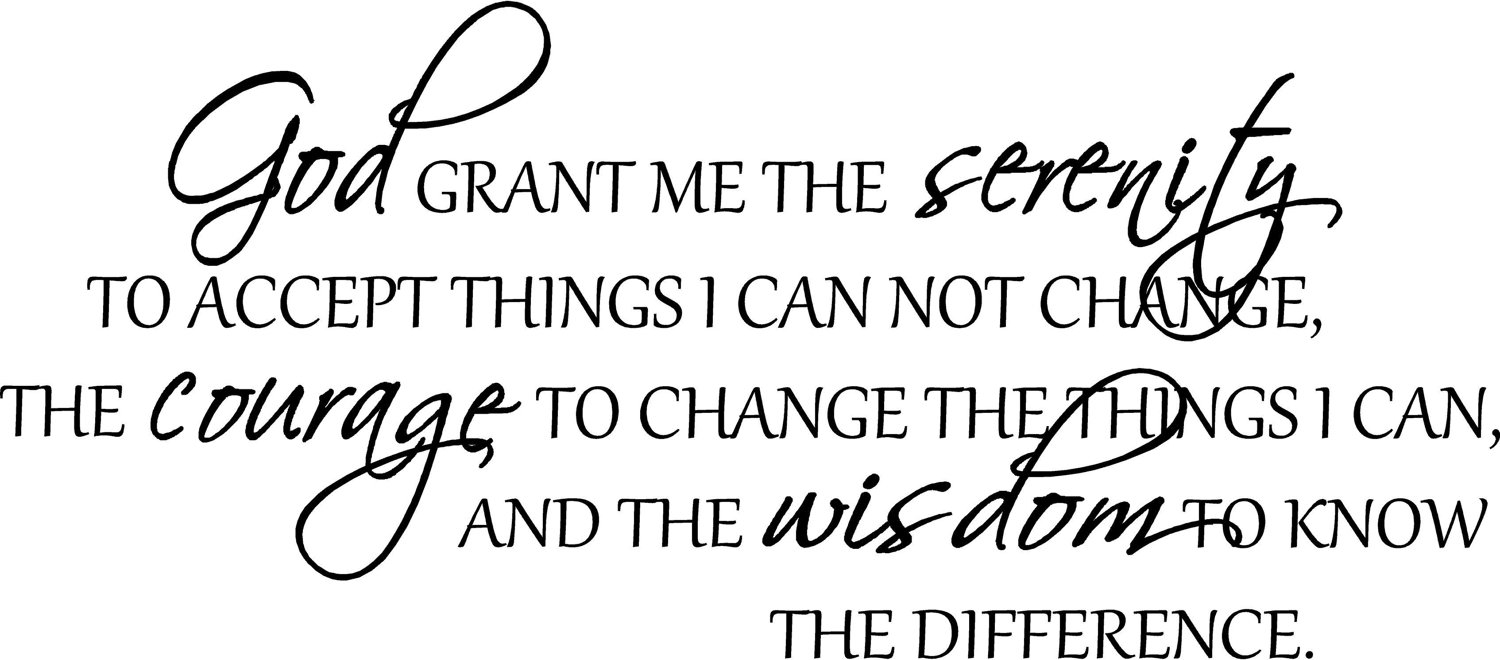 God GRANT ME THE serenity
TO ACCEPT THINGS I CAN NOT CHANGE,
THE courage TO CHANGE THE THINGS I CAN,
AND THE wisdom TO KNOW
THE DIFFERENCE.